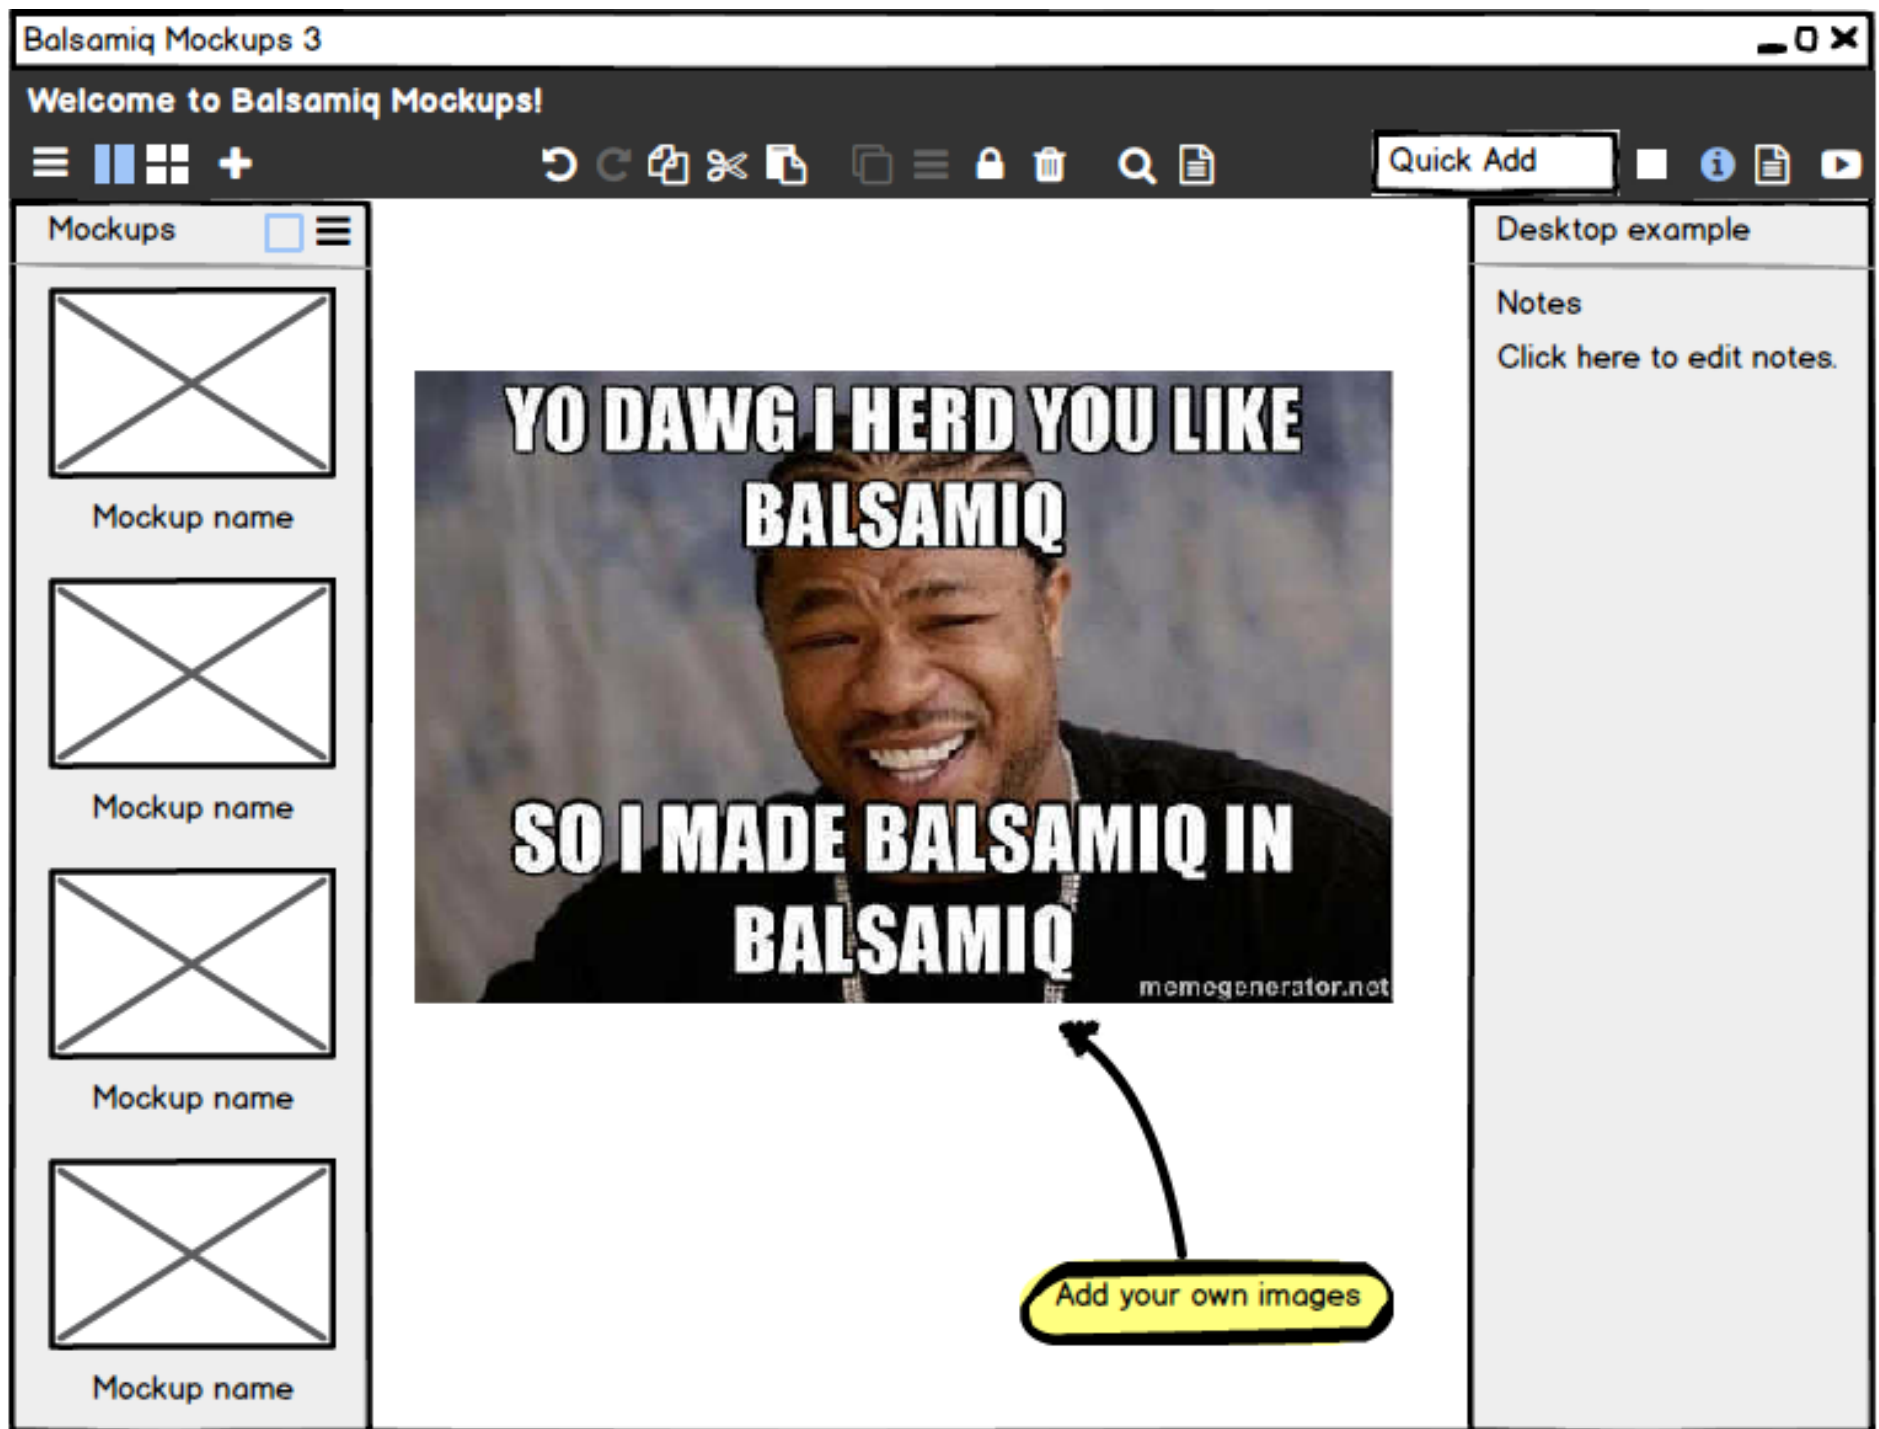 Balsamiq Mockups 3
Welcome to Balsamiq Mockups!
Quick Add
Mockups
Mockup name
Mockup name
Mockup name
Mockup name
YO DAWG I HERD YOU LIKE
BALSAMIQ
SO I MADE BALSAMIQ IN
BALSAMIQ
memegenerator.net
Add your own images
Desktop example
Notes
Click here to edit notes.